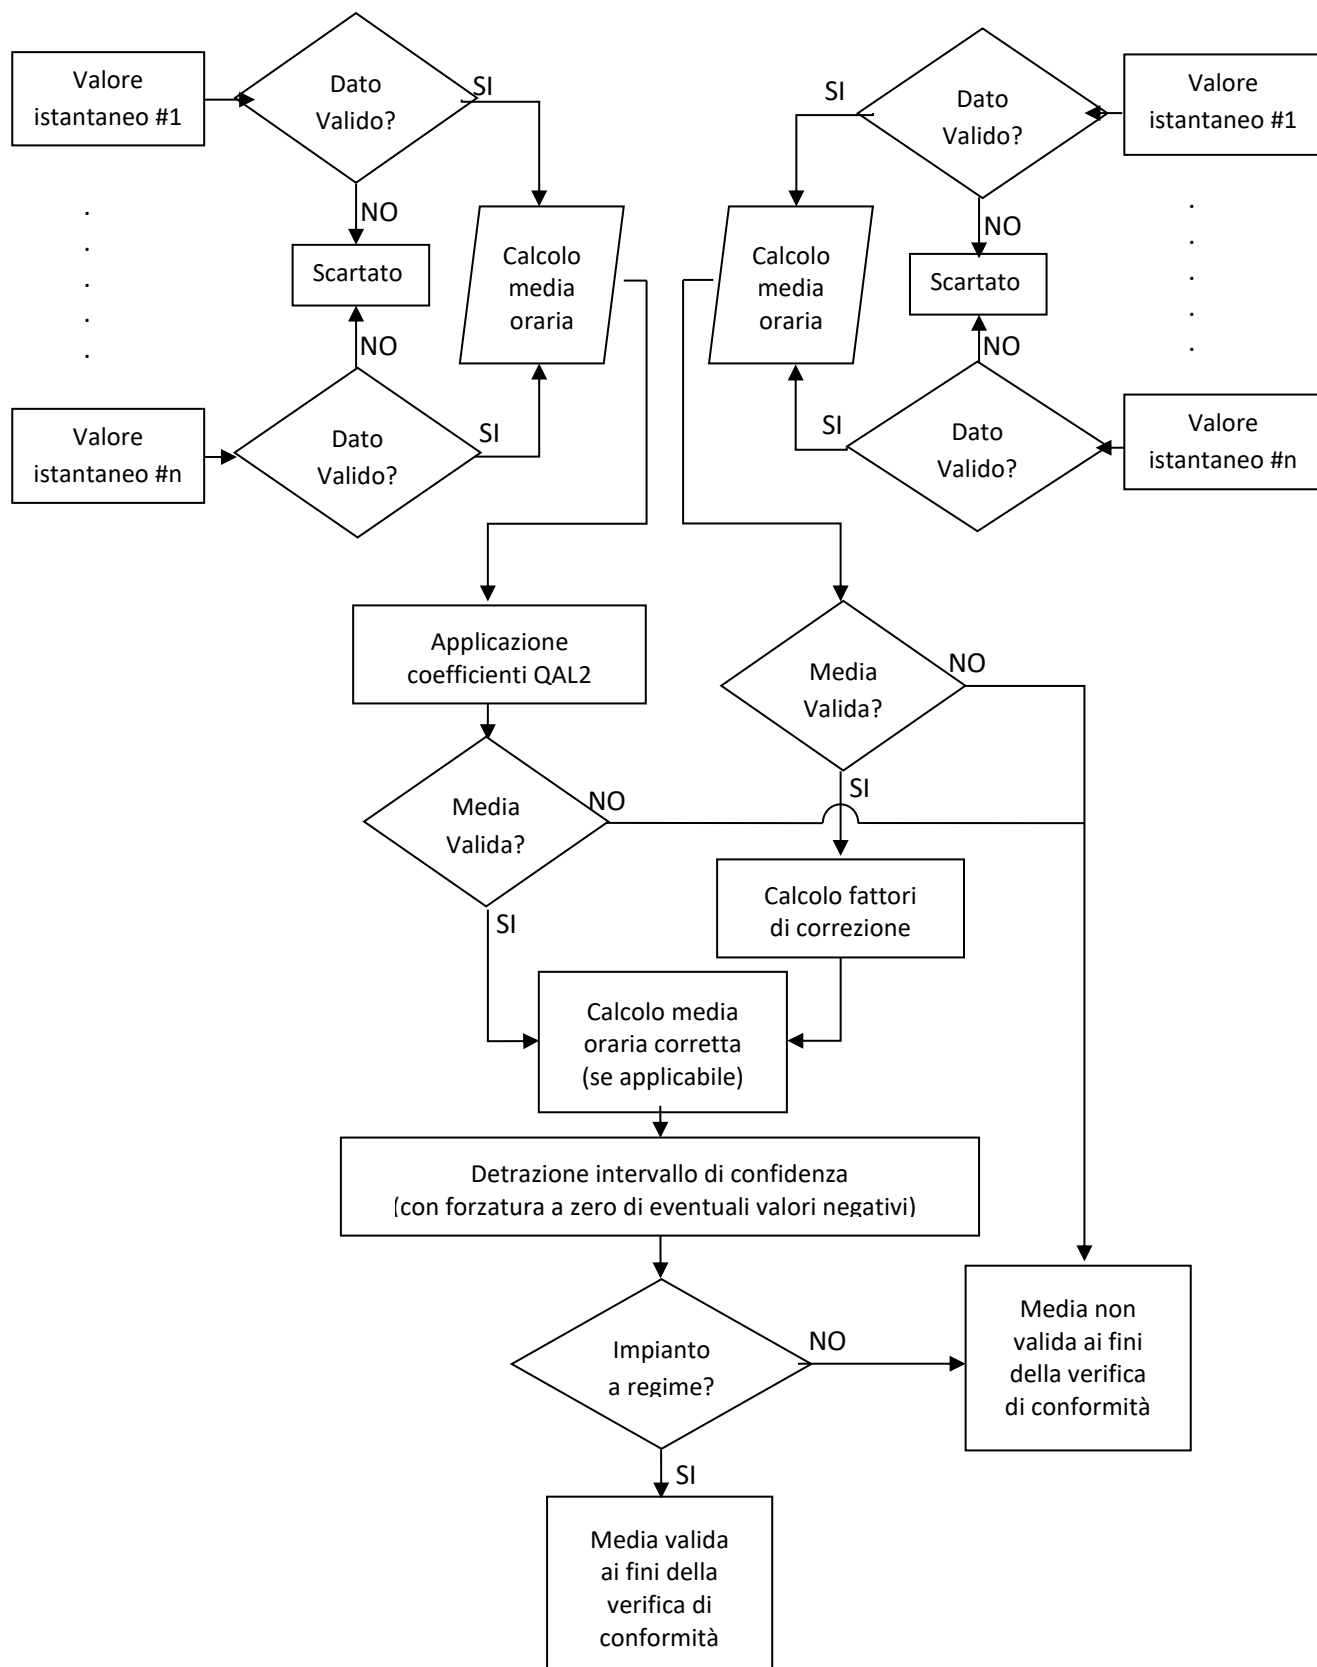 Valore
istantaneo #1
Dato
Valido?
SI
NO
Scartato
NO
Valore
istantaneo #n
Dato
Valido?
SI
Calcolo
media
oraria
SI
Dato
Valido?
Valore
istantaneo #1
NO
Scartato
NO
Calcolo
media
oraria
SI
Dato
Valido?
Valore
istantaneo #n
Applicazione
coefficienti QAL2
Media
Valida?
NO
Media
Valida?
NO
SI
SI
Calcolo fattori
di correzione
Calcolo media
oraria corretta
(se applicabile)
Detrazione intervallo di confidenza
(con forzatura a zero di eventuali valori negativi)
Impianto
a regime?
NO
Media non
valida ai fini
della verifica
di conformità
SI
Media valida
ai fini della
verifica di
conformità